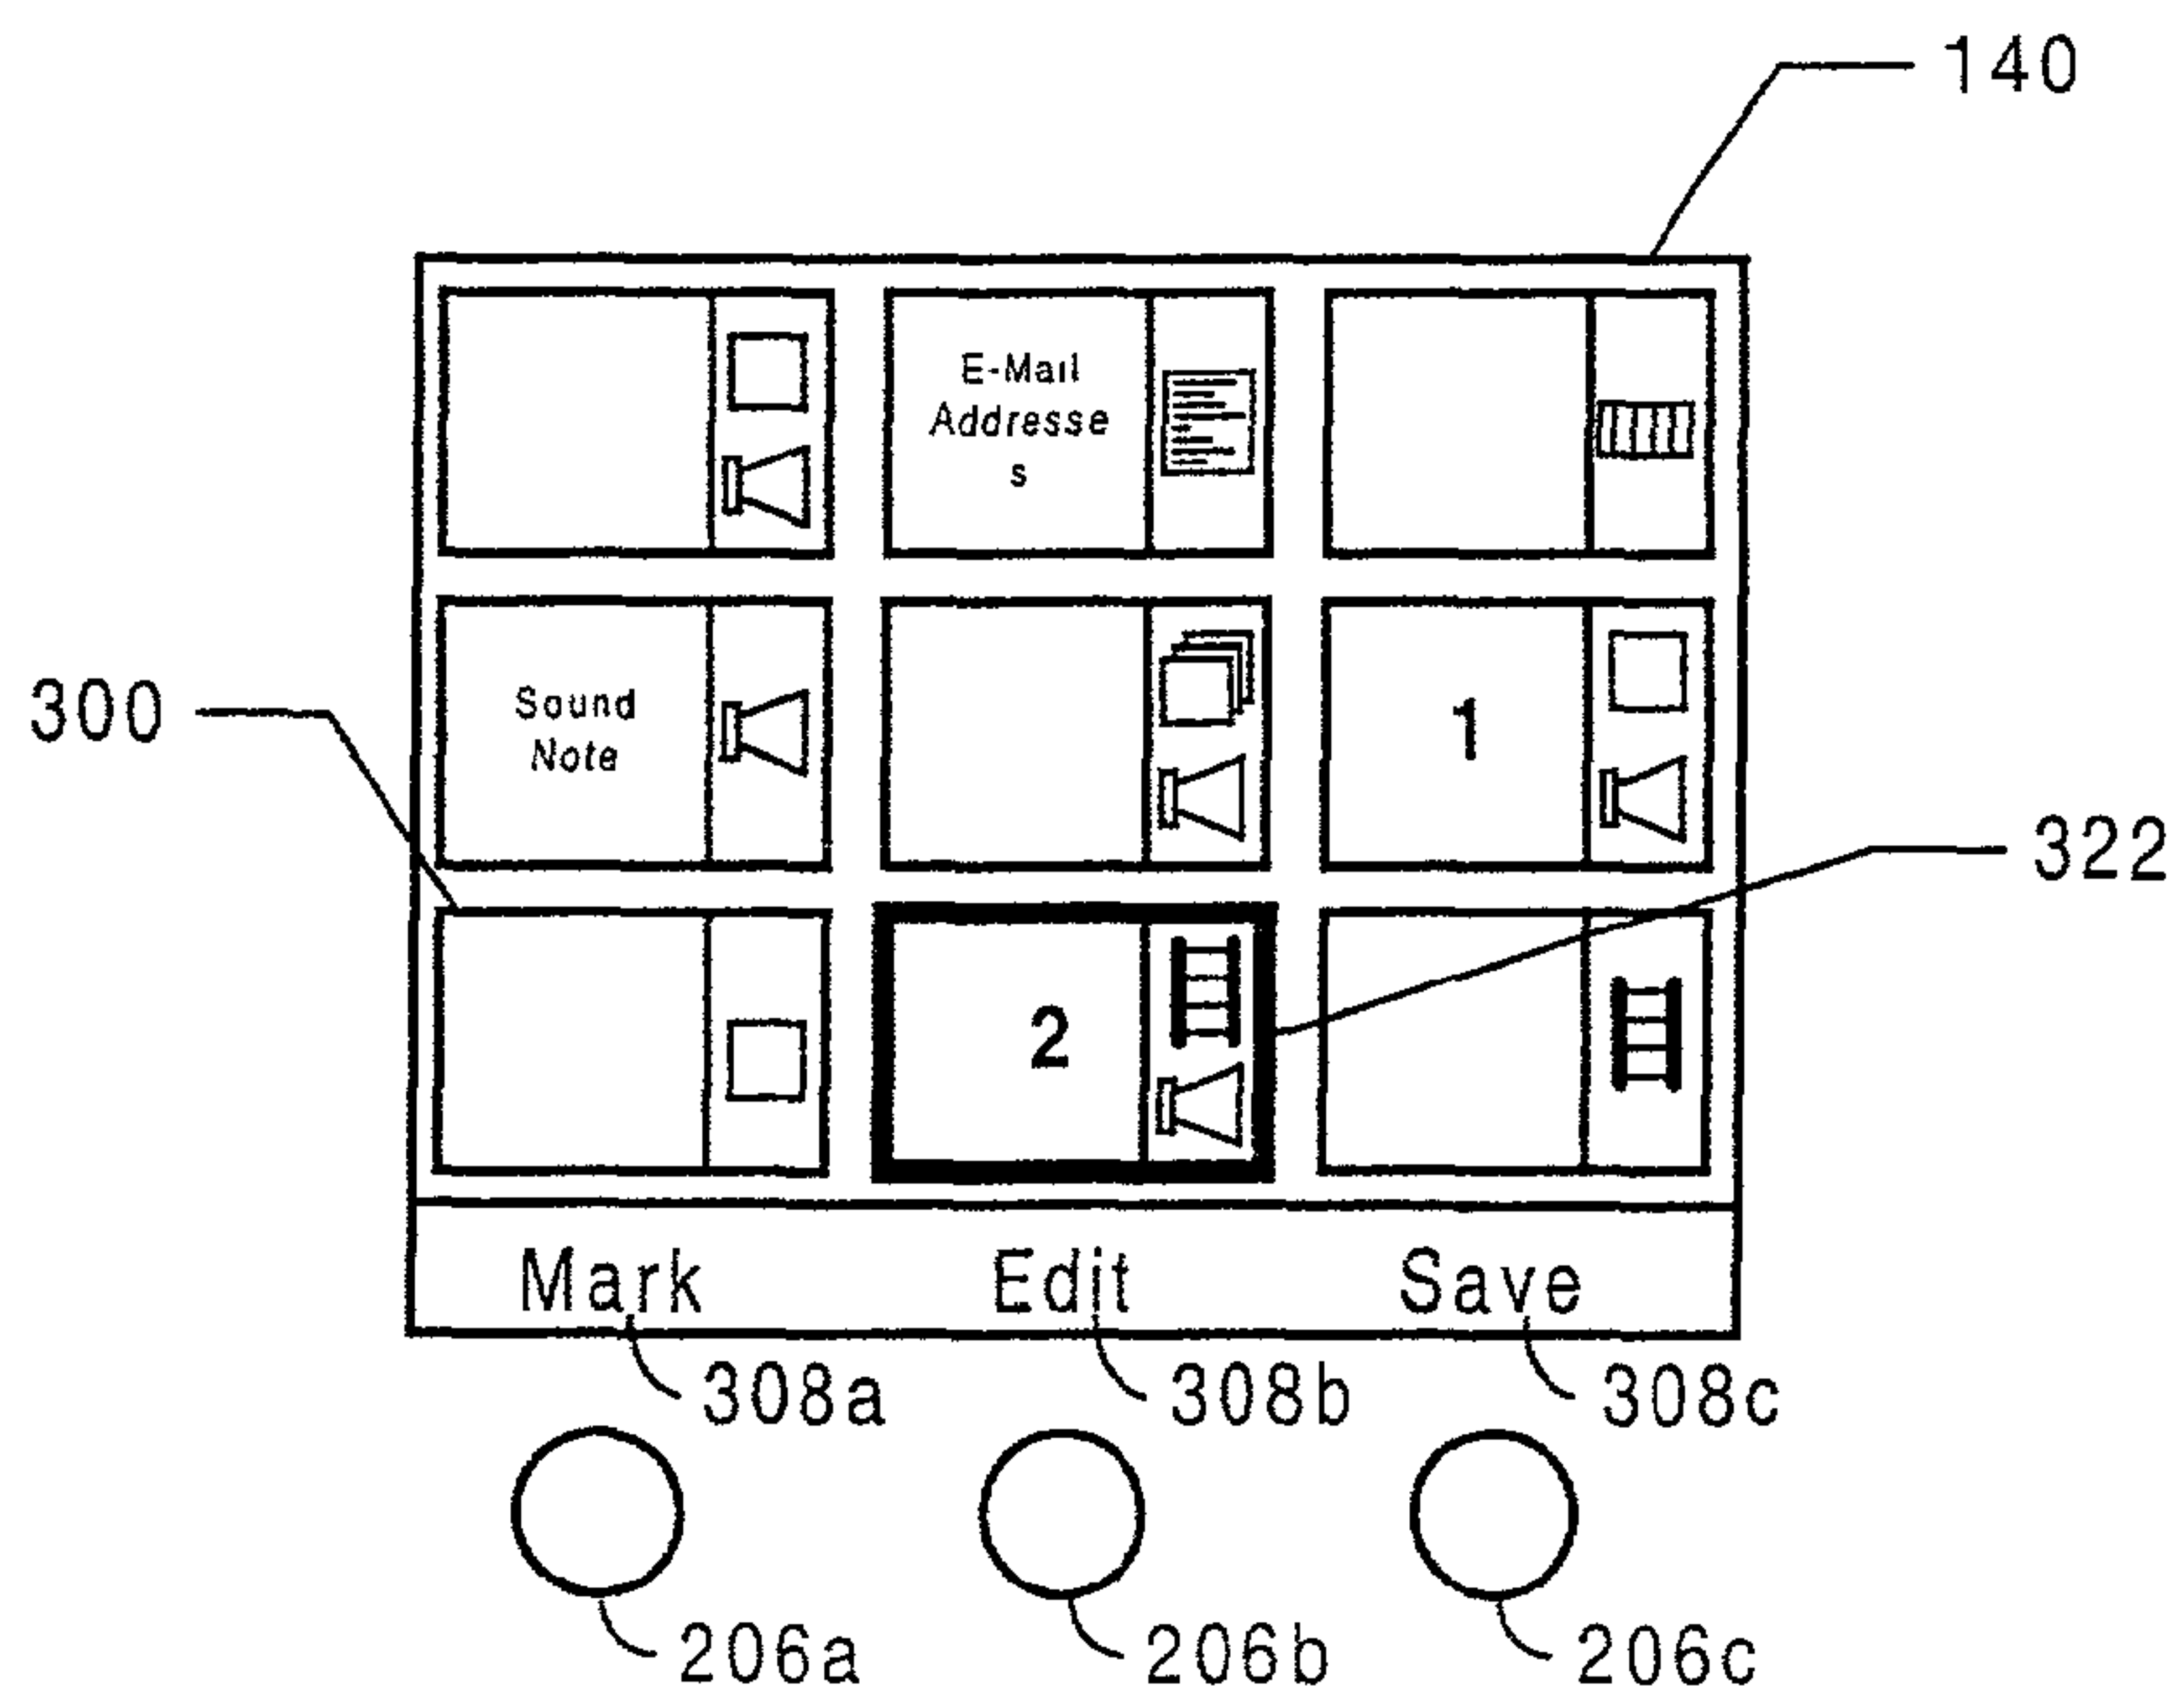 140
E-Mail
Addresse
s
300
Sound
Note
1
322
2
Mark
Edit
Save
308a
308b
308c
206a
206b
206c